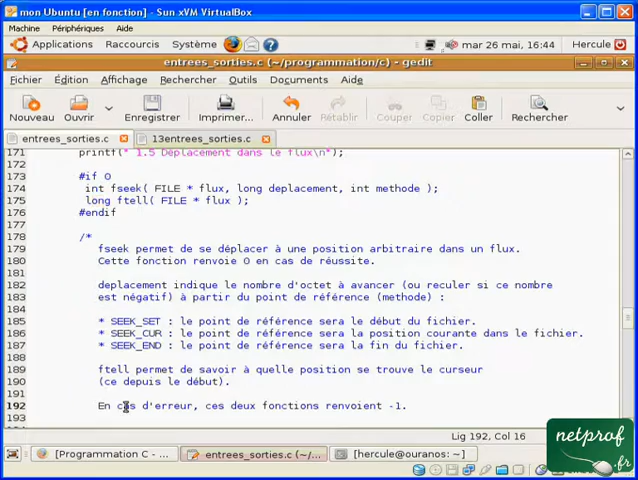 mon Ubuntu [en fonction] - Sun xVM VirtualBox
Machine Périphériques Aide
Applications Raccourcis Système mar 26 mai, 16:44 Hercule
entrees_sorties.c (~/programmation/c) - gedit
Fichier Édition Affichage Rechercher Outils Documents Aide
Nouveau Ouvrir Enregistrer Imprimer... Annuler Rétablir Couper Copier Coller Rechercher
entrees_sorties.c 13entrees_sorties.c
171 printf(" 1.5 Déplacement dans le flux\n");
172
173 #if 0
174 int fseek( FILE * flux, long deplacement, int methode );
175 long ftell( FILE * flux );
176 #endif
177
178 /*
179 fseek permet de se déplacer à une position arbitraire dans un flux.
180 Cette fonction renvoie 0 en cas de réussite.
181
182 deplacement indique le nombre d'octet à avancer (ou reculer si ce nombre
183 est négatif) à partir du point de référence (methode) :
184
185 * SEEK_SET : le point de référence sera le début du fichier.
186 * SEEK_CUR : le point de référence sera la position courante dans le fichier.
187 * SEEK_END : le point de référence sera la fin du fichier.
188
189 ftell permet de savoir à quelle position se trouve le curseur
190 (ce depuis le début).
191
192 En cas d'erreur, ces deux fonctions renvoient -1.
193
Lig 192, Col 16
[Programmation C - ... entrees_sorties.c (~/... [hercule@ouranos: ~]
netprof.fr